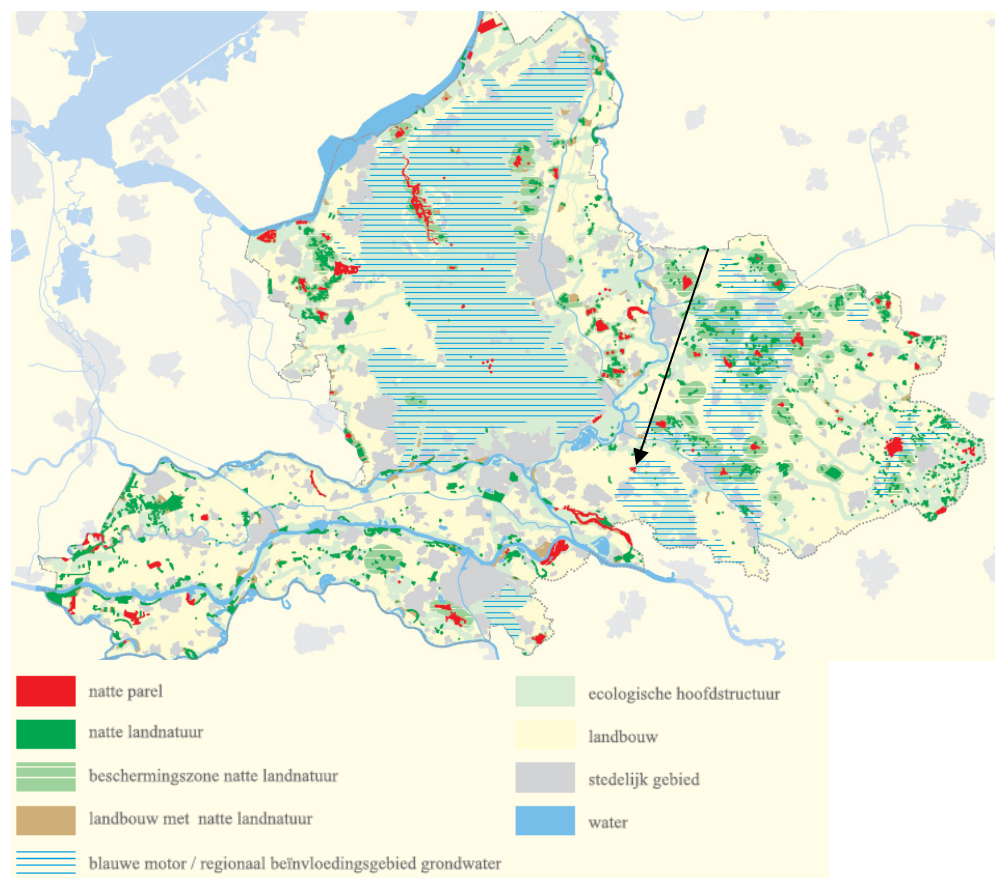 natte parel
natte landnatuur
beschermingszone natte landnatuur
landbouw met natte landnatuur
blauwe motor / regionaal beïnvloedingsgebied grondwater
ecologische hoofdstructuur
landbouw
stedelijk gebied
water